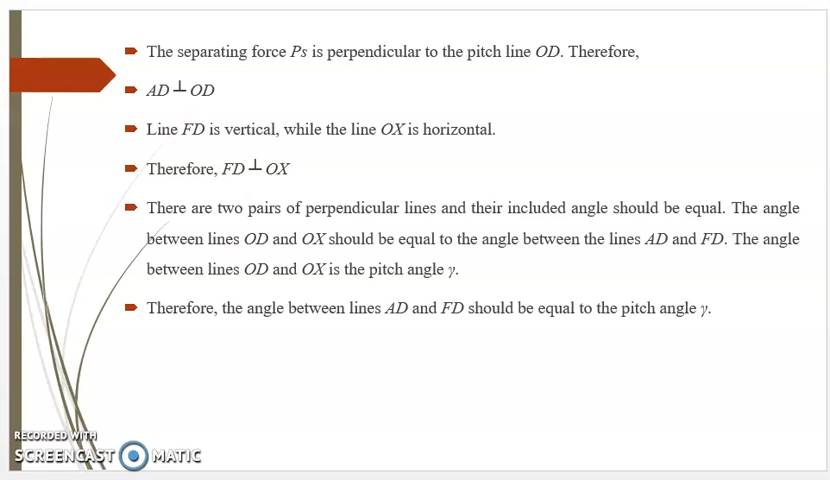 The separating force Ps is perpendicular to the pitch line OD. Therefore,
AD ⊥ OD
Line FD is vertical, while the line OX is horizontal.
Therefore, FD ⊥ OX
There are two pairs of perpendicular lines and their included angle should be equal. The angle
between lines OD and OX should be equal to the angle between the lines AD and FD. The angle
between lines OD and OX is the pitch angle γ.
Therefore, the angle between lines AD and FD should be equal to the pitch angle γ.
RECORDED WITH
SCREENCAST MATIC